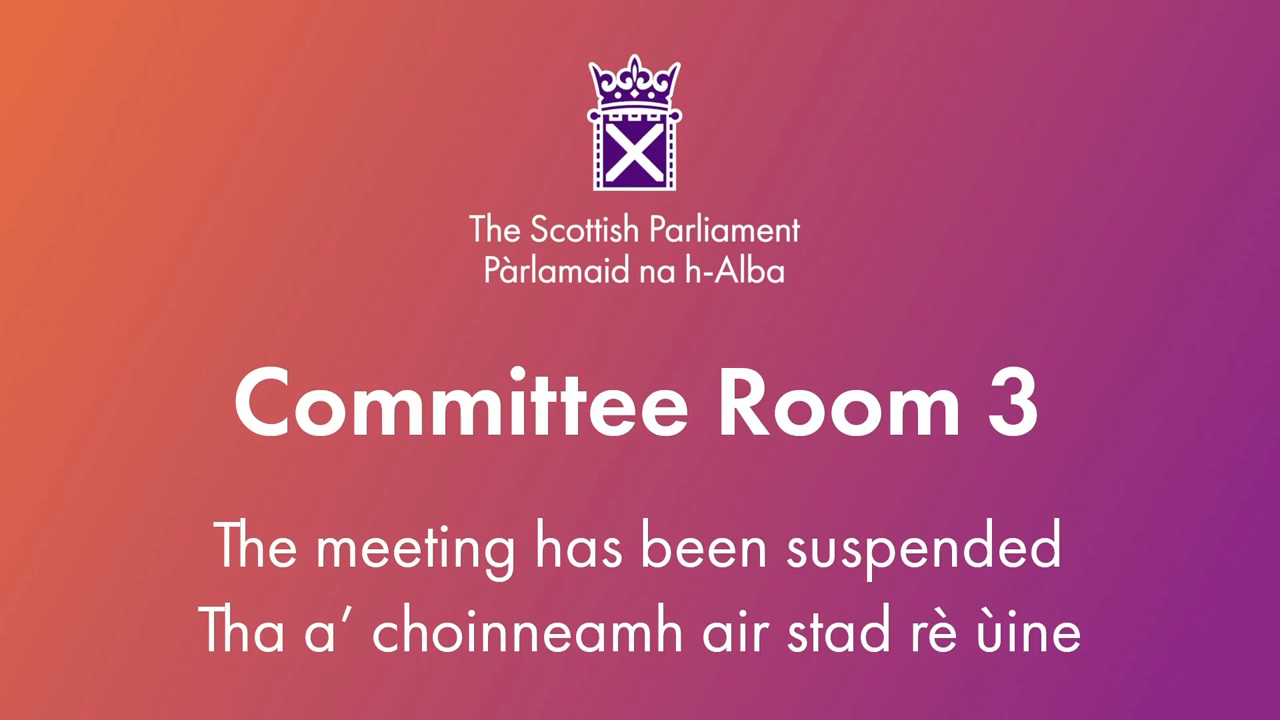 The Scottish Parliament
Pàrlamaid na h-Alba
Committee Room 3
The meeting has been suspended
Tha a’ choinneamh air stad rè ùine